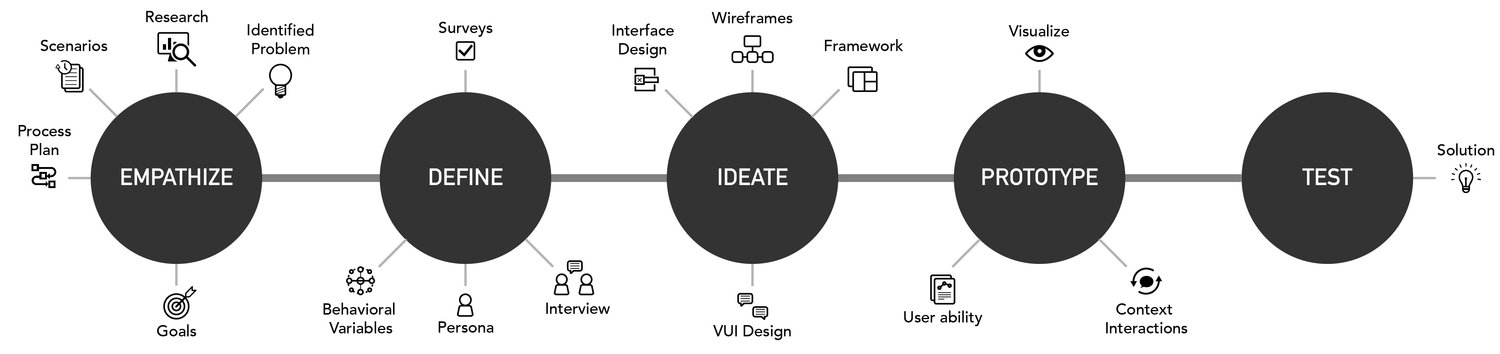 Process
Plan
Scenarios
Research
Identified
Problem
EMPATHIZE
Goals
Surveys
DEFINE
Behavioral
Variables
Persona
Interview
Interface
Design
Wireframes
Framework
IDEATE
VUI Design
Visualize
PROTOTYPE
User ability
Context
Interactions
TEST
Solution